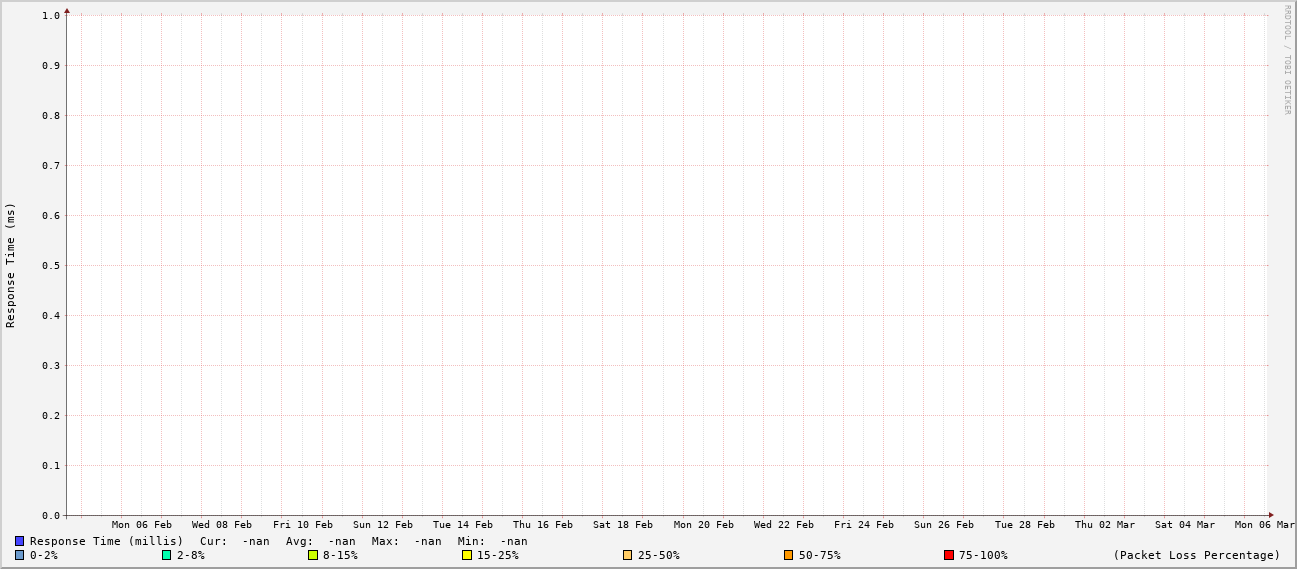 RRDTOOL / TOBI OETIKER
Response Time (ms)
1.0
0.9
0.8
0.7
0.6
0.5
0.4
0.3
0.2
0.1
0.0
Mon 06 Feb Wed 08 Feb Fri 10 Feb Sun 12 Feb Tue 14 Feb Thu 16 Feb Sat 18 Feb Mon 20 Feb Wed 22 Feb Fri 24 Feb Sun 26 Feb Tue 28 Feb Thu 02 Mar Sat 04 Mar Mon 06 Mar
Response Time (millis) Cur: -nan Avg: -nan Max: -nan Min: -nan
0-2% 2-8% 8-15% 15-25% 25-50% 50-75% 75-100% (Packet Loss Percentage)